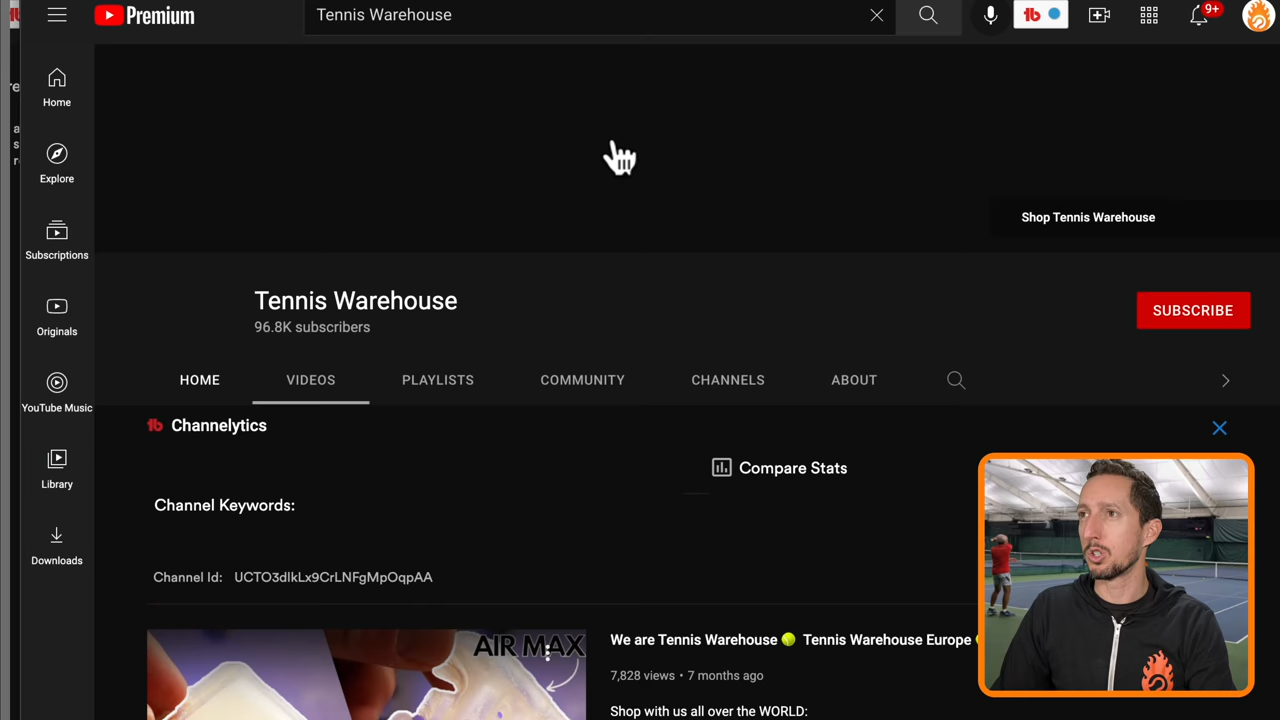 Premium
Tennis Warehouse
9+
Home
Explore
Subscriptions
Originals
YouTube Music
Library
Downloads
Shop Tennis Warehouse
Tennis Warehouse
96.8K subscribers
SUBSCRIBE
HOME VIDEOS PLAYLISTS COMMUNITY CHANNELS ABOUT
tb Channelytics
Compare Stats
Channel Keywords:
Channel Id: UCTO3dlkLx9CrLNFgMpOqpAA
AIR MAX
We are Tennis Warehouse 🎾 Tennis Warehouse Europe
7,828 views • 7 months ago
Shop with us all over the WORLD: